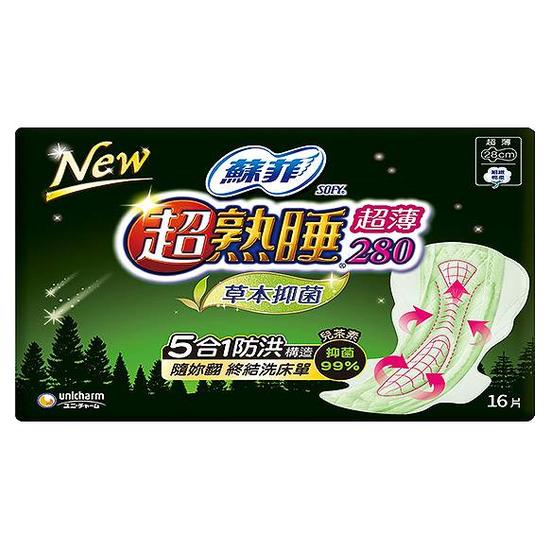 New
蘇菲
SOFY
超薄
28cm
超熟睡
超薄
280
草本抑菌
5合1防洪構造
隨妳翻 終結洗床單
兒茶素
抑菌
99%
unicharm
ユニ・チャーム
16片